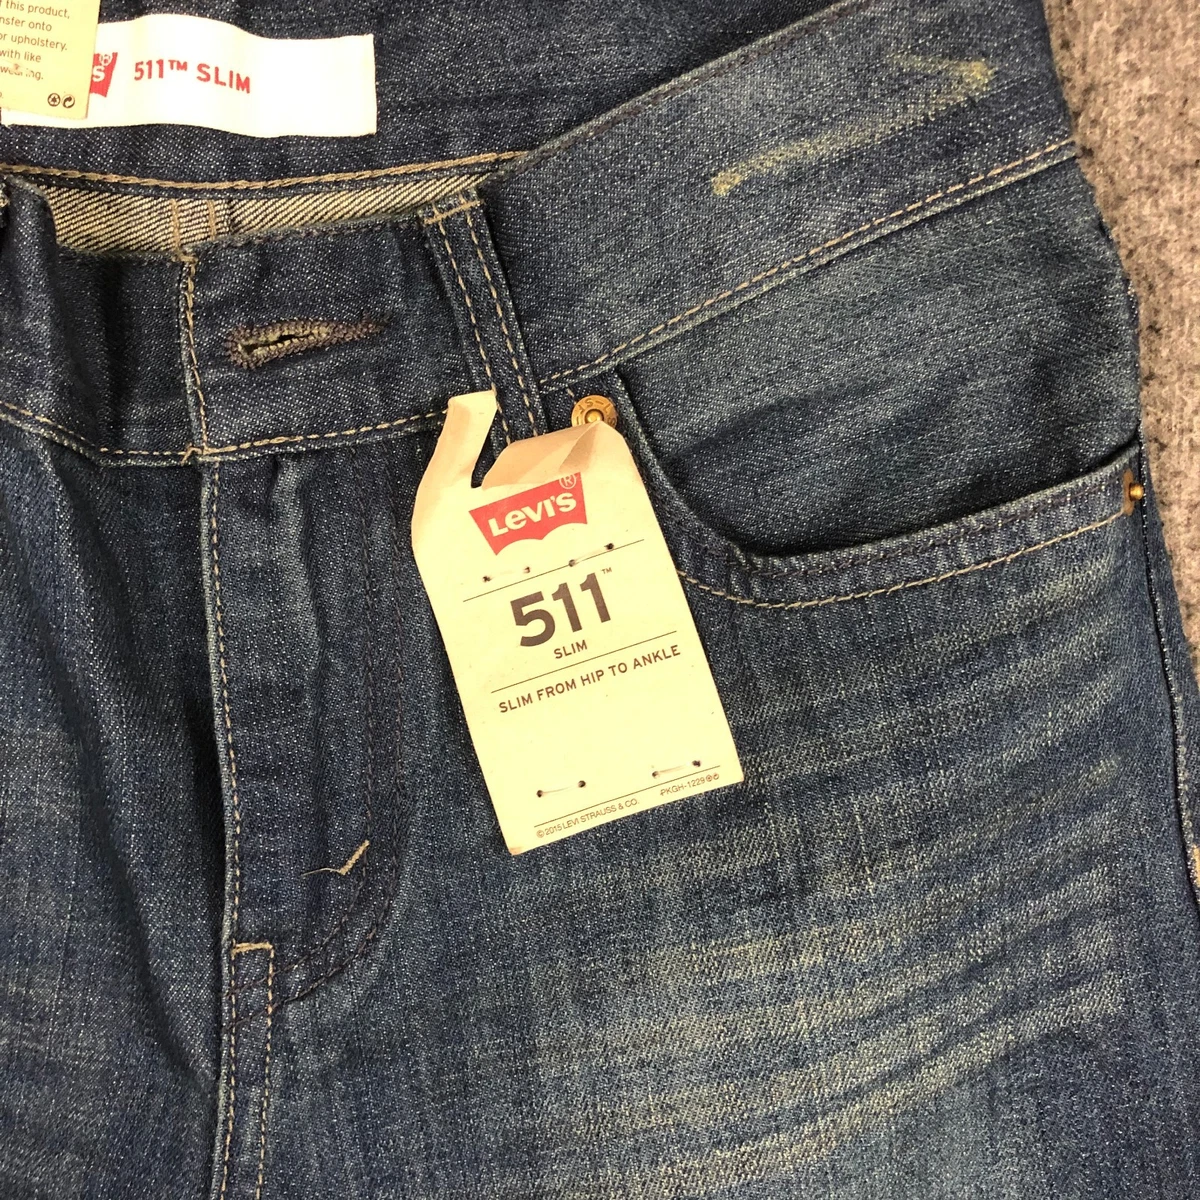 f this product,
nsfer onto
or upholstery.
with like
wearing.
S® 511™ SLIM
LEVI'S®
511™
SLIM
SLIM FROM HIP TO ANKLE
©2015 LEVI STRAUSS & CO. PKGH-1229